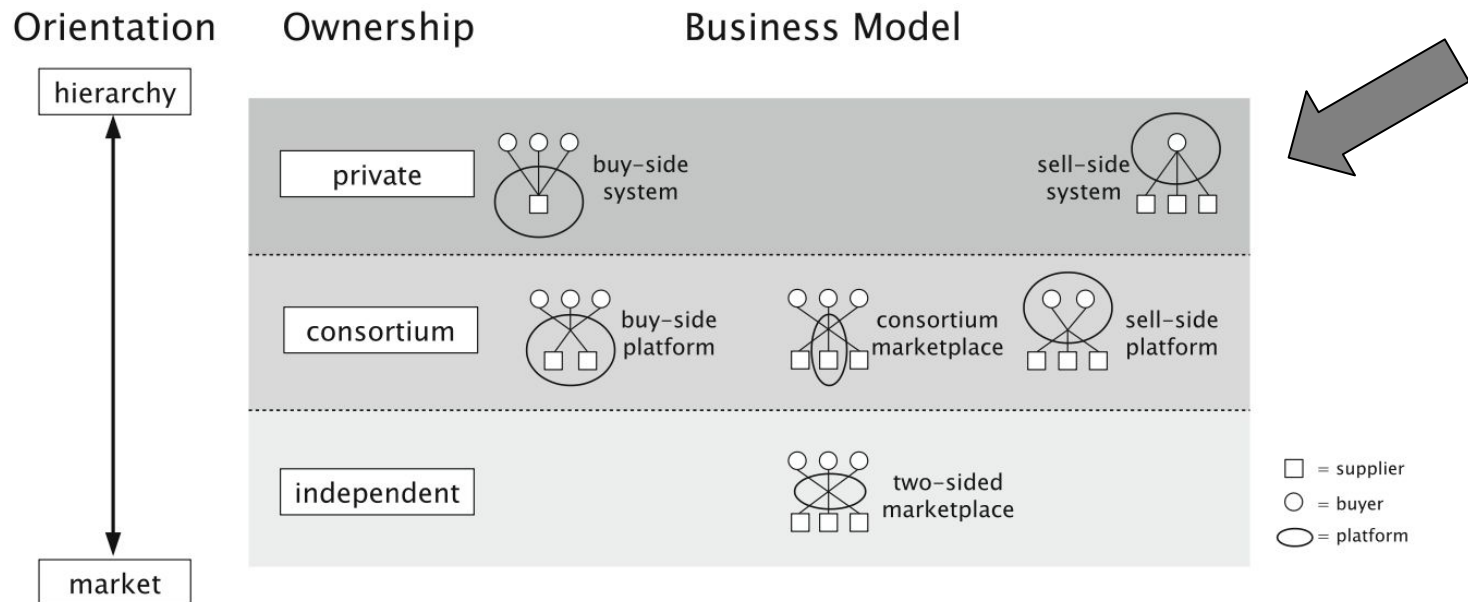 Orientation
Ownership
Business Model
hierarchy
private
buy-side
system
sell-side
system
consortium
buy-side
platform
consortium
marketplace
sell-side
platform
independent
two-sided
marketplace
market
= supplier
= buyer
= platform